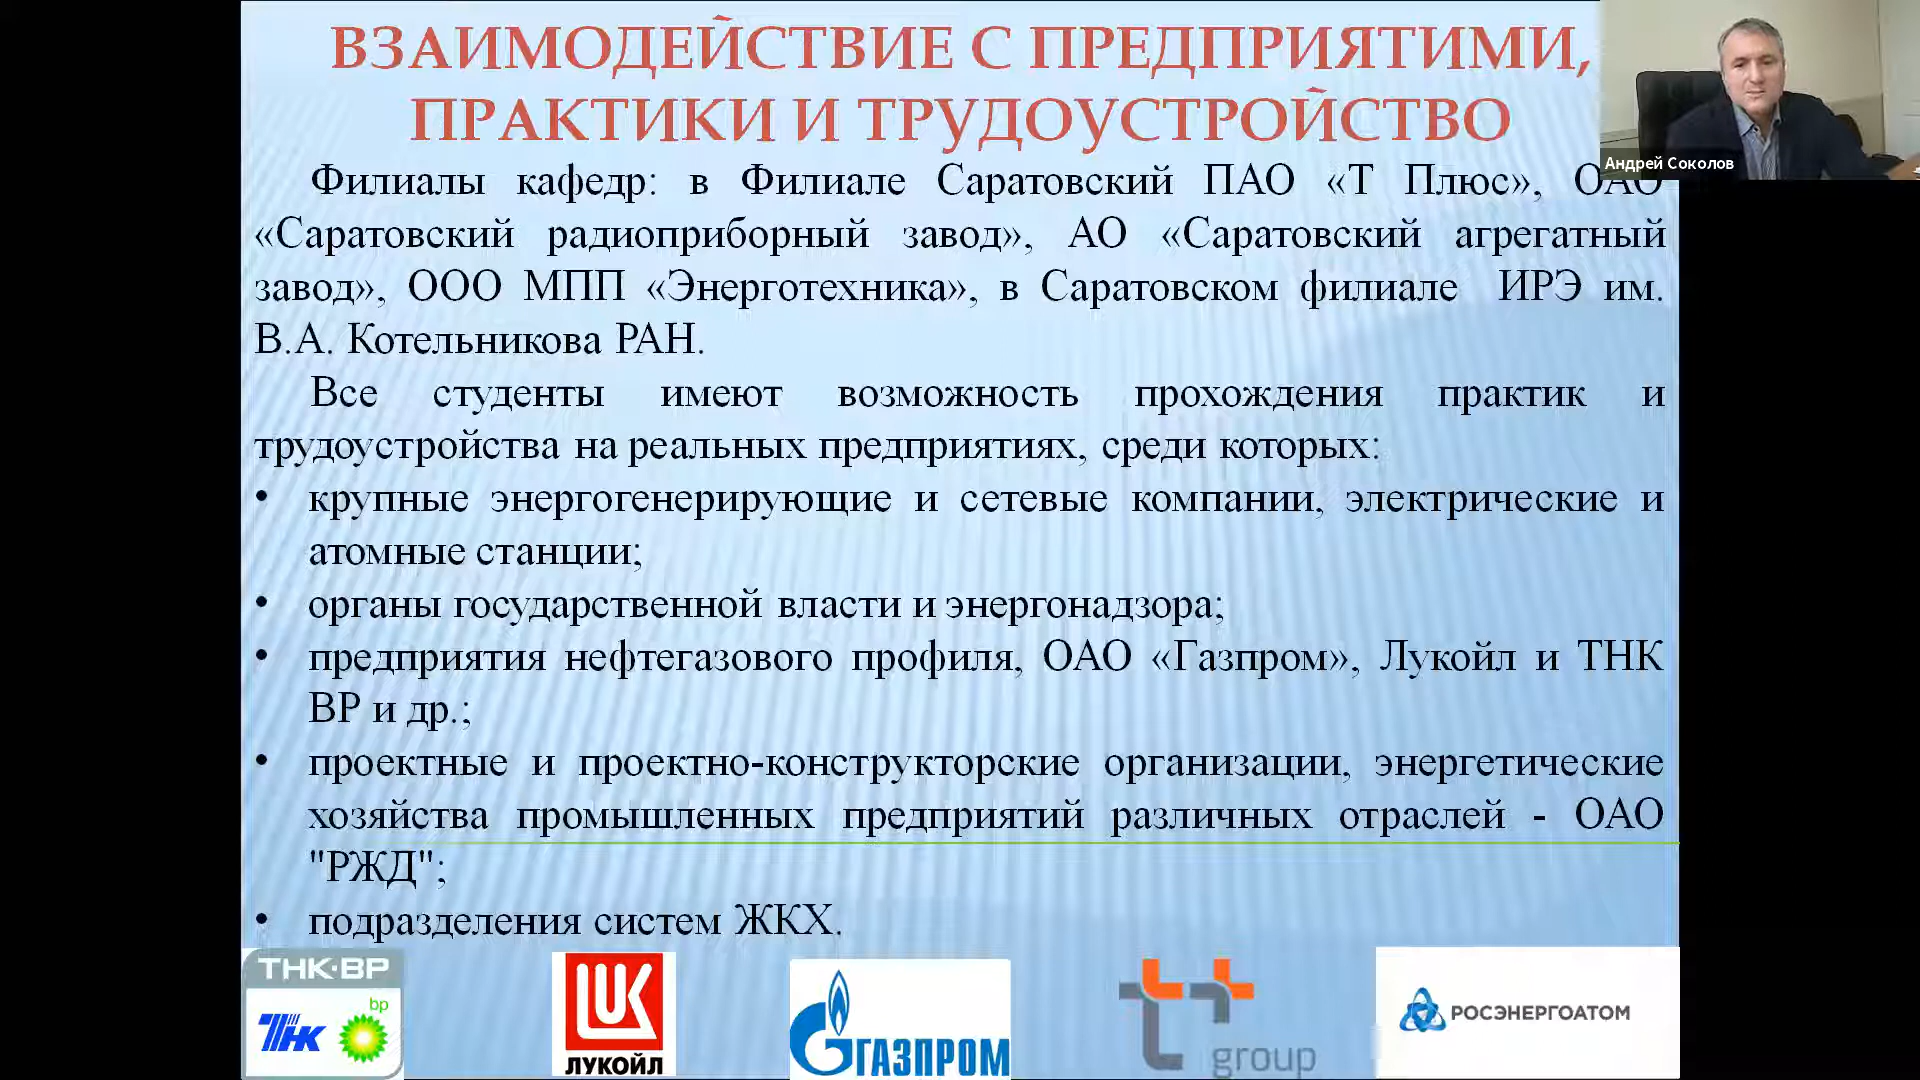 ВЗАИМОДЕЙСТВИЕ С ПРЕДПРИЯТИМИ,
ПРАКТИКИ И ТРУДОУСТРОЙСТВО
Андрей Соколов
Филиалы кафедр: в Филиале Саратовский ПАО «Т Плюс», ОАО
«Саратовский радиоприборный завод», АО «Саратовский агрегатный
завод», ООО МПП «Энерготехника», в Саратовском филиале ИРЭ им.
В.А. Котельникова РАН.
Все студенты имеют возможность прохождения практик и
трудоустройства на реальных предприятиях, среди которых:
• крупные энергогенерирующие и сетевые компании, электрические и
атомные станции;
• органы государственной власти и энергонадзора;
• предприятия нефтегазового профиля, ОАО «Газпром», Лукойл и ТНК
ВР и др.;
• проектные и проектно-конструкторские организации, энергетические
хозяйства промышленных предприятий различных отраслей - ОАО
"РЖД";
• подразделения систем ЖКХ.
ТНК·ВР
bp
ТНК
LUK
ЛУКОЙЛ
ГАЗПРОМ
group
РОСЭНЕРГОАТОМ